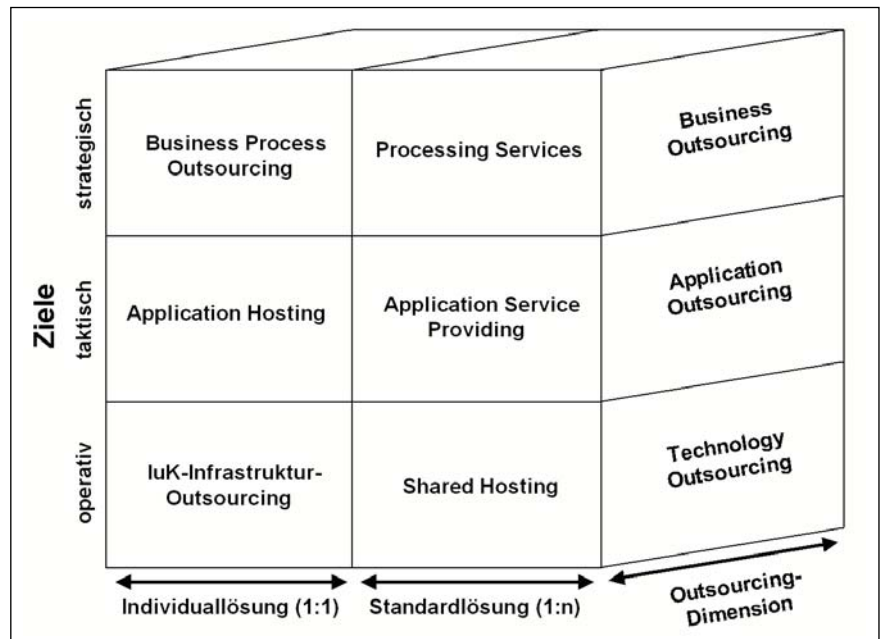 strategisch
Business Process
Outsourcing
Processing Services
Business
Outsourcing
Ziele
taktisch
Application Hosting
Application Service
Providing
Application
Outsourcing
operativ
IuK-Infrastruktur-
Outsourcing
Shared Hosting
Technology
Outsourcing
Individuallösung (1:1)
Standardlösung (1:n)
Outsourcing-
Dimension